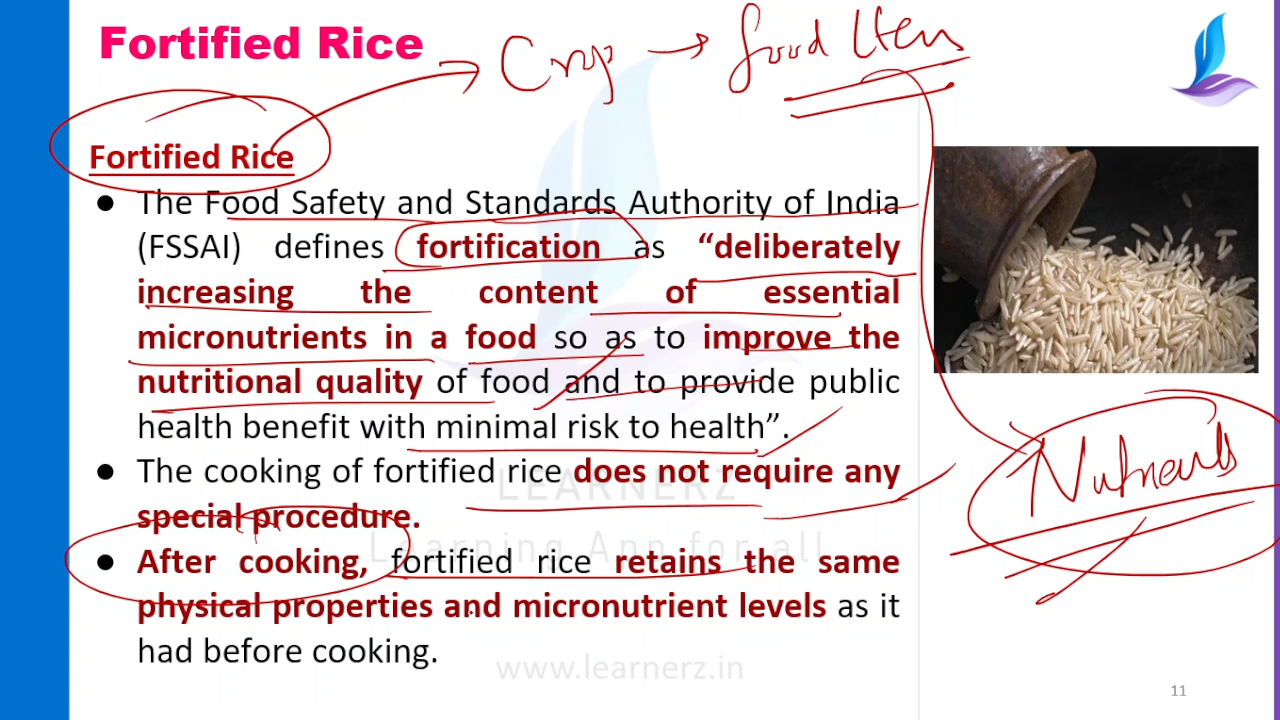 Fortified Rice
Crop → food Item
Fortified Rice
● The Food Safety and Standards Authority of India
(FSSAI) defines fortification as “deliberately
increasing the content of essential
micronutrients in a food so as to improve the
nutritional quality of food and to provide public
health benefit with minimal risk to health”.
Nutrients
● The cooking of fortified rice does not require any
special procedure.
● After cooking, fortified rice retains the same
physical properties and micronutrient levels as it
had before cooking.
LEARNERZ
Learning App for all
www.learnerz.in
11